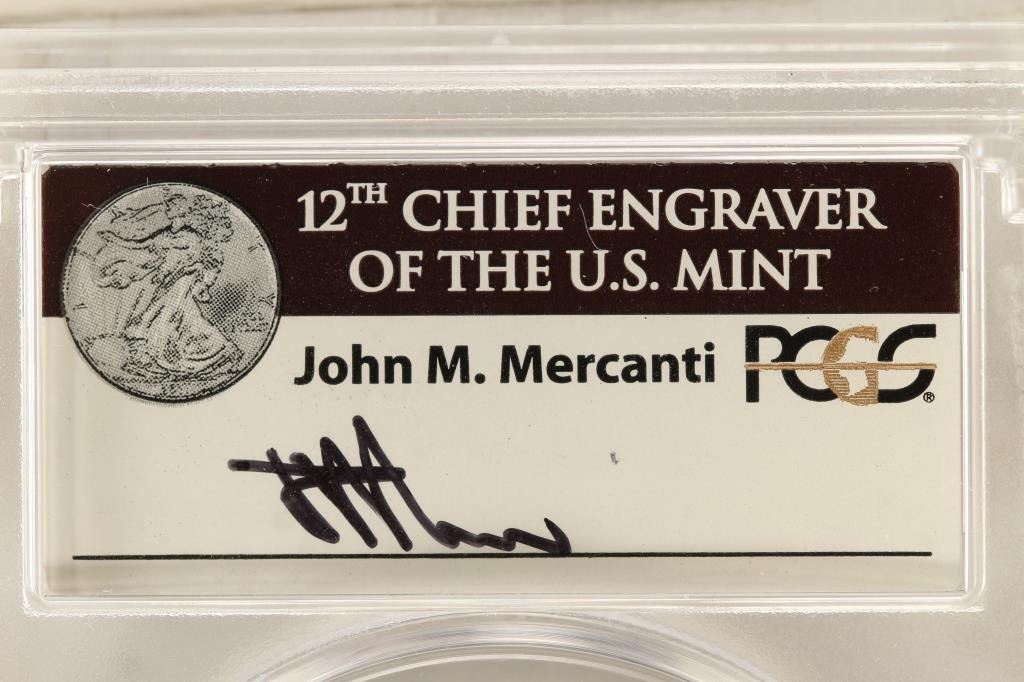 12TH CHIEF ENGRAVER
OF THE U.S. MINT
John M. Mercanti PCGS®